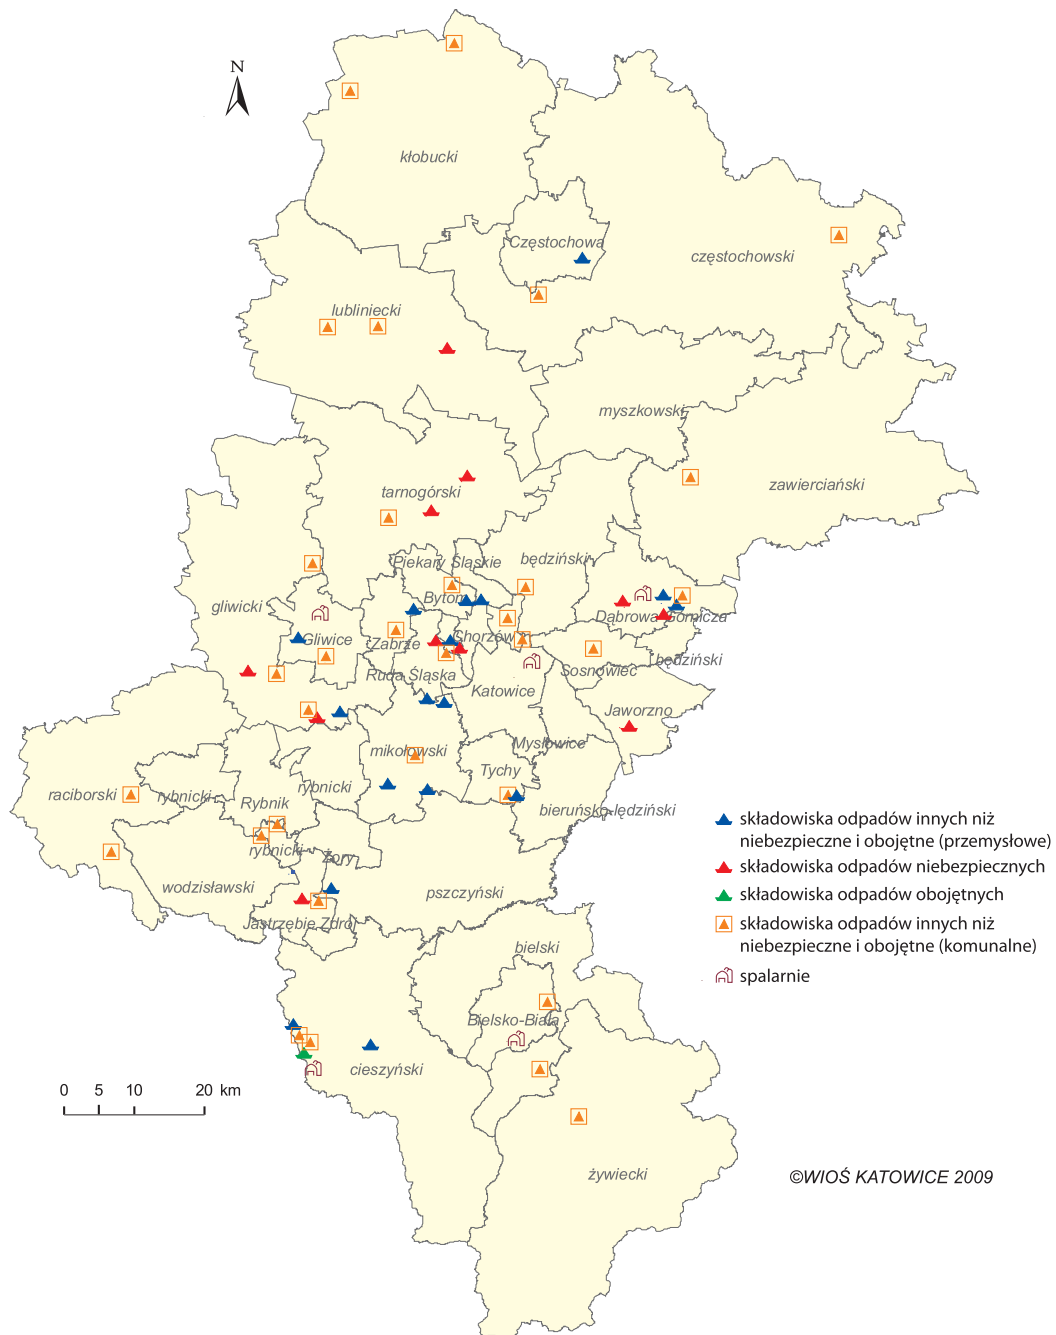 N
kłobucki
Częstochowa
częstochowski
lubliniecki
myszkowski
zawierciański
tarnogórski
Piekary Śląskie
będziński
gliwicki
Bytom
Dąbrowa Górnicza
Gliwice
Zabrze
Chorzów
Ruda Śląska
Sosnowiec
będziński
Katowice
Jaworzno
mikołowski
Mysłowice
Tychy
raciborski
rybnicki
Rybnik
rybnicki
bieruńsko-lędziński
składowiska odpadów innych niż
niebezpieczne i obojętne (przemysłowe)
rybnicki
Żory
składowiska odpadów niebezpiecznych
wodzisławski
pszczyński
składowiska odpadów obojętnych
Jastrzębie Zdrój
składowiska odpadów innych niż
niebezpieczne i obojętne (komunalne)
bielski
spalarnie
Bielsko-Biała
cieszyński
0 5 10 20 km
żywiecki
©WIOŚ KATOWICE 2009